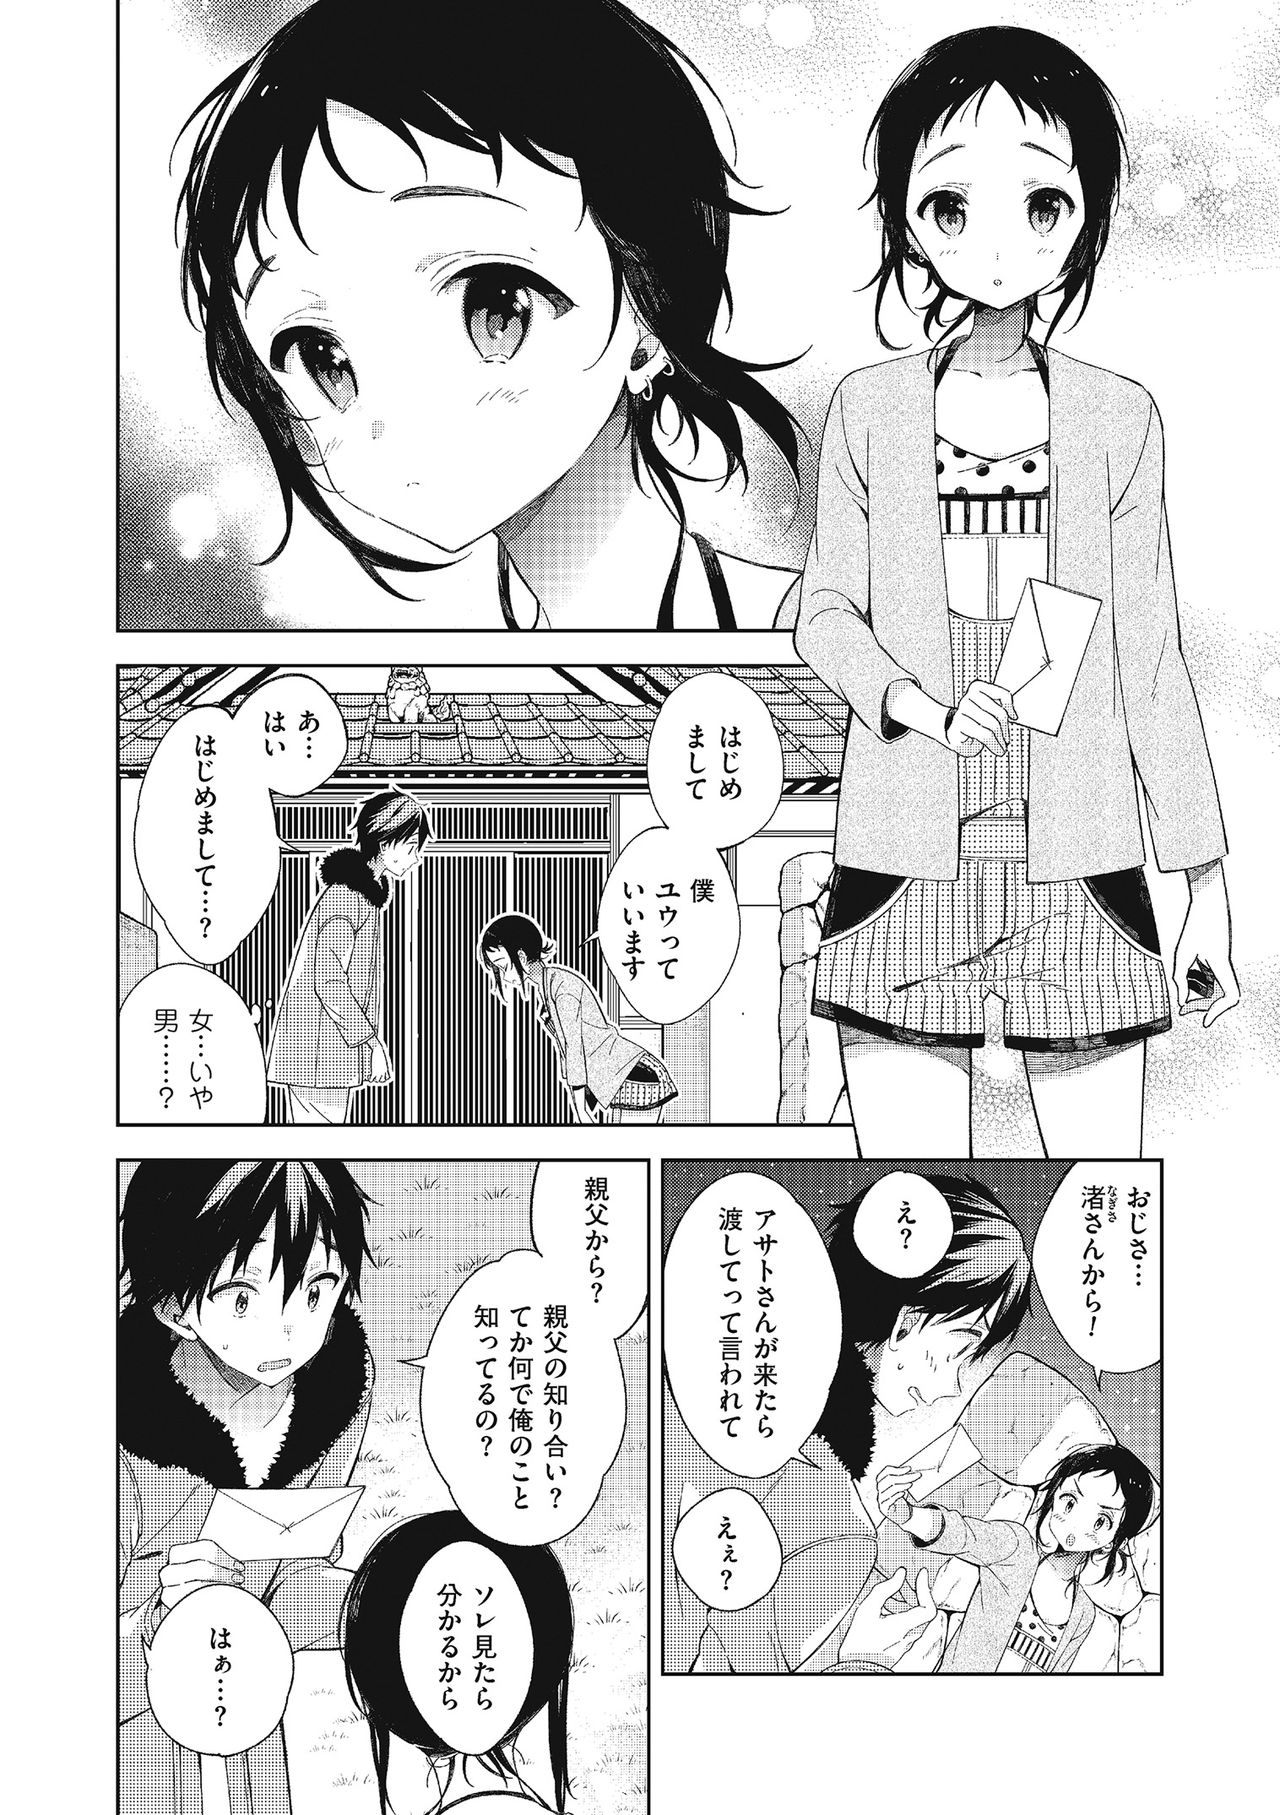 はじめ
まして
僕
ユウって
いいます
あ…
はい
はじめまして…？
女…いや
男………？
おじさ…
渚さんから！
なぎさ
え？
アサトさんが来たら
渡してって言われて
えぇ？
親父から？
親父の知り合い？
てか何で俺のこと
知ってるの？
ソレ見たら
分かるから
はぁ…？